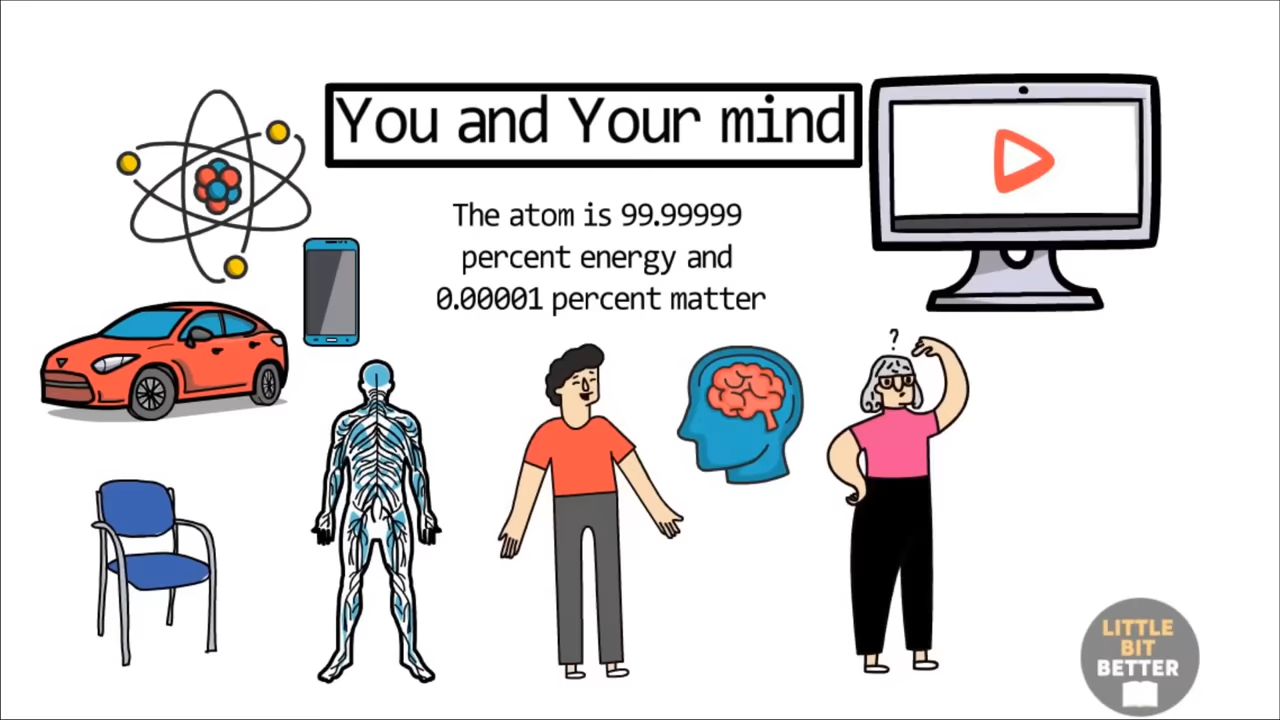 You and Your mind
The atom is 99.99999
percent energy and
0.00001 percent matter
?
LITTLE
BIT
BETTER